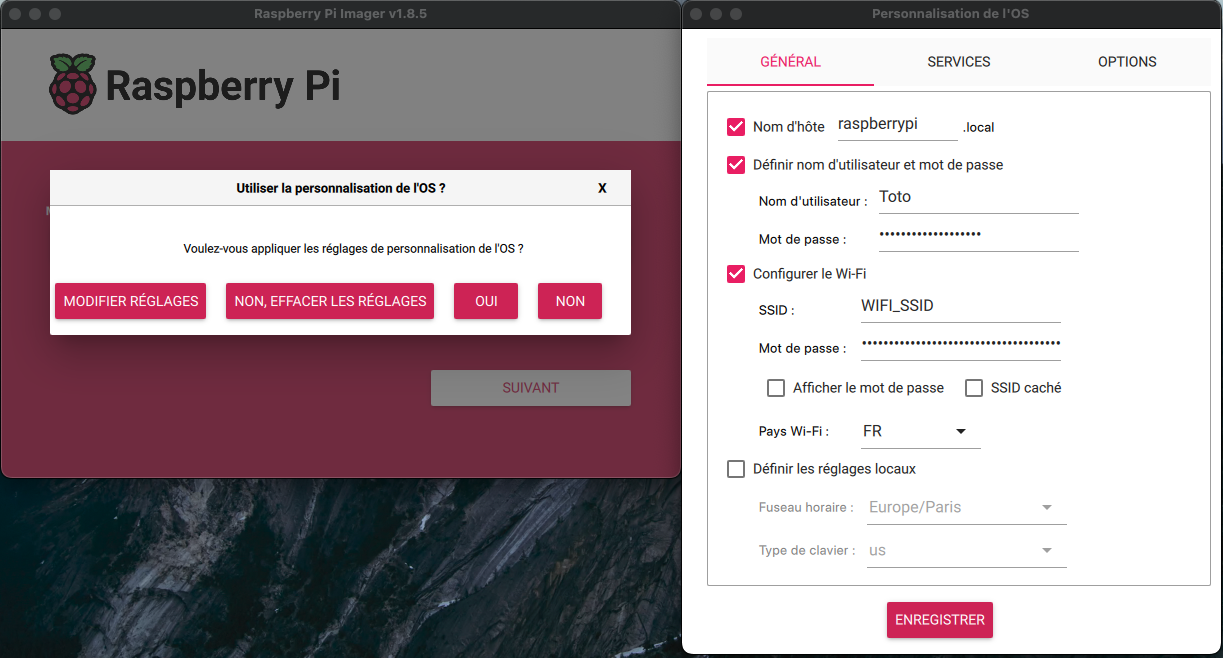 Raspberry Pi Imager v1.8.5
Raspberry Pi
Utiliser la personnalisation de l'OS ?
X
Voulez-vous appliquer les réglages de personnalisation de l'OS ?
MODIFIER RÉGLAGES NON, EFFACER LES RÉGLAGES OUI NON
SUIVANT
Personnalisation de l'OS
GÉNÉRAL SERVICES OPTIONS
Nom d'hôte raspberrypi .local
Définir nom d'utilisateur et mot de passe
Nom d'utilisateur : Toto
Mot de passe : •••••••••••••••••••
Configurer le Wi-Fi
SSID : WIFI_SSID
Mot de passe : •••••••••••••••••••••••••••••••••••••
Afficher le mot de passe SSID caché
Pays Wi-Fi : FR
Définir les réglages locaux
Fuseau horaire : Europe/Paris
Type de clavier : us
ENREGISTRER